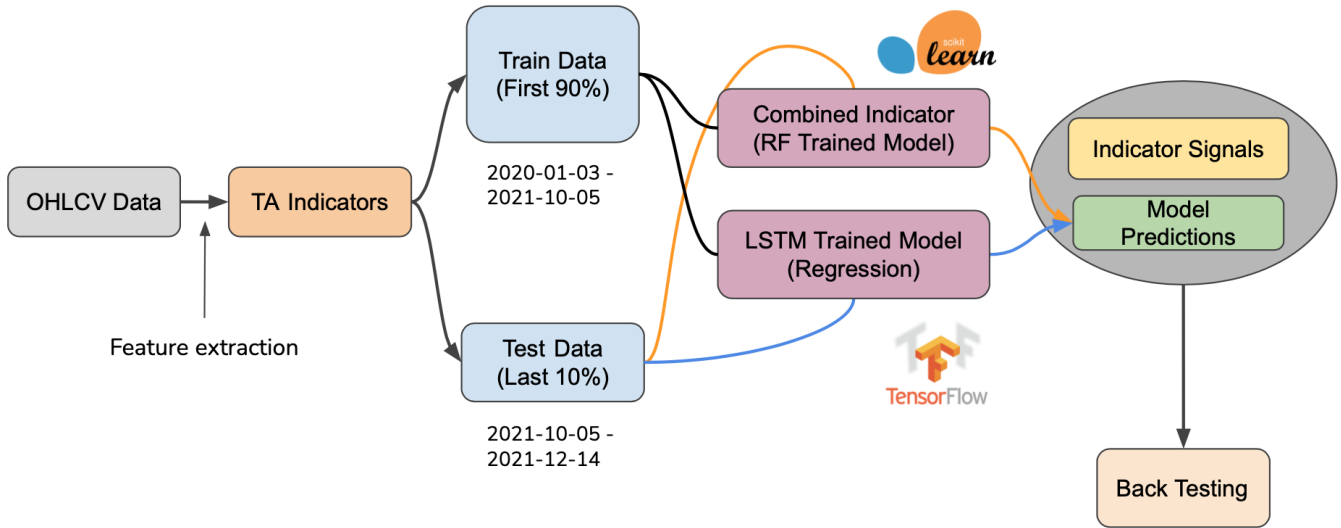 OHLCV Data
Feature extraction
TA Indicators
Train Data
(First 90%)
2020-01-03 -
2021-10-05
Test Data
(Last 10%)
2021-10-05 -
2021-12-14
scikit
learn
Combined Indicator
(RF Trained Model)
LSTM Trained Model
(Regression)
TensorFlow
Indicator Signals
Model
Predictions
Back Testing